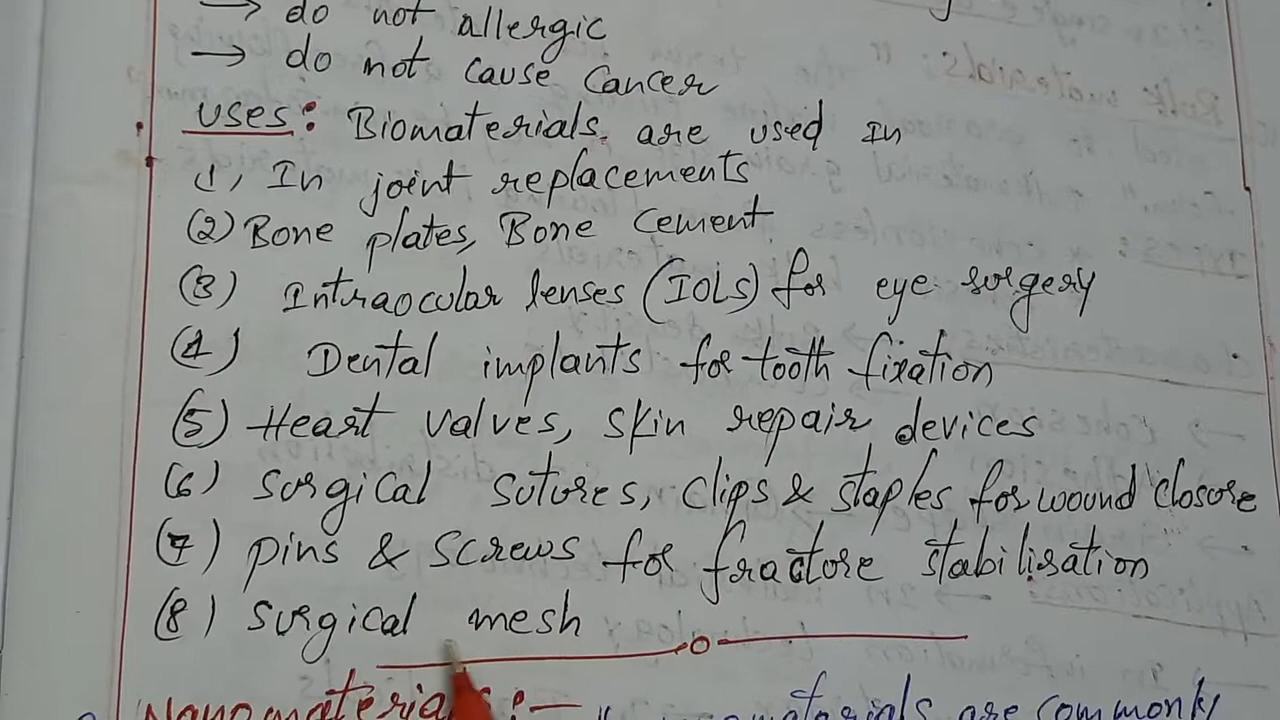 → do not allergic
→ do not cause cancer
uses: Biomaterials are used in
(1) In joint replacements
(2) Bone plates, Bone cement
(3) Intraocular lenses (IOLs) for eye surgery
(4) Dental implants for tooth fixation
(5) Heart valves, skin repair devices
(6) Surgical sutures, clips & staples for wound closure
(7) pins & screws for fracture stabilisation
(8) Surgical mesh
Nanomaterials:— are commonly